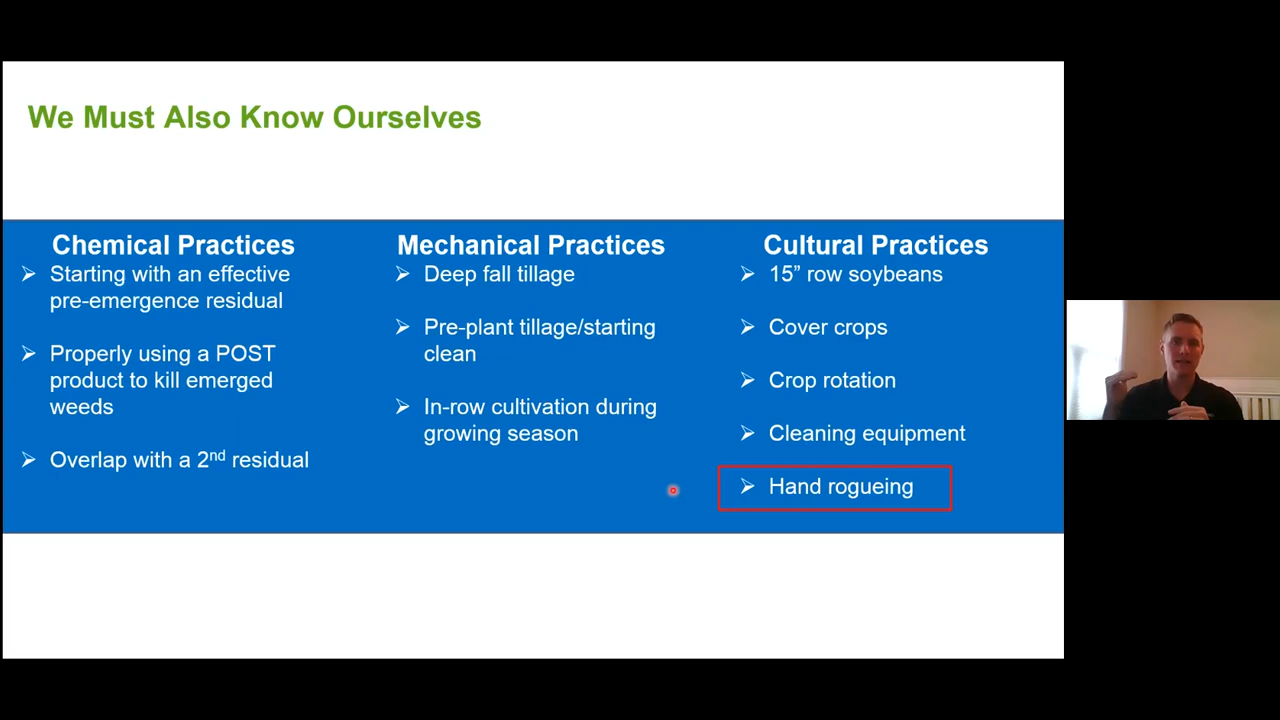 We Must Also Know Ourselves
Chemical Practices
➢ Starting with an effective
pre-emergence residual
➢ Properly using a POST
product to kill emerged
weeds
➢ Overlap with a 2nd residual
Mechanical Practices
➢ Deep fall tillage
➢ Pre-plant tillage/starting
clean
➢ In-row cultivation during
growing season
Cultural Practices
➢ 15” row soybeans
➢ Cover crops
➢ Crop rotation
➢ Cleaning equipment
➢ Hand rogueing